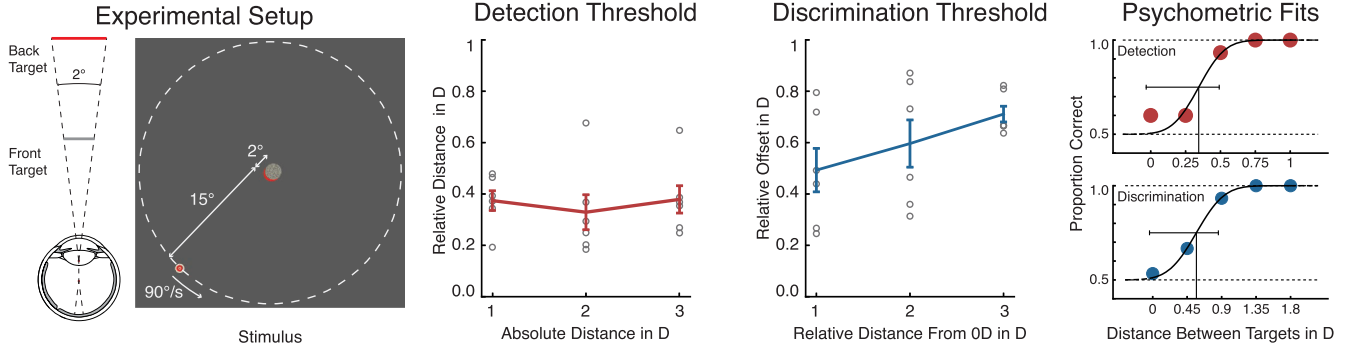 Experimental Setup
Back
Target
2°
Front
Target
2°
15°
90°/s
Stimulus
Detection Threshold
Relative Distance in D
1
0.8
0.6
0.4
0.2
0.0
1 2 3
Absolute Distance in D
Discrimination Threshold
Relative Offset in D
1
0.8
0.6
0.4
0.2
0.0
1 2 3
Relative Distance From 0D in D
Psychometric Fits
Proportion Correct
Detection
1.0
0.5
0 0.25 0.5 0.75 1
Discrimination
1.0
0.5
0 0.45 0.9 1.35 1.8
Distance Between Targets in D